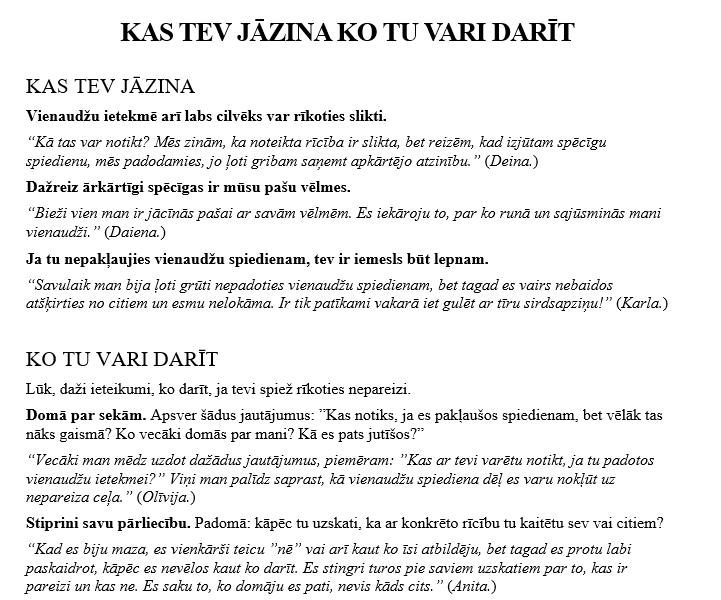 KAS TEV JĀZINA KO TU VARI DARĪT
KAS TEV JĀZINA
Vienaudžu ietekmē arī labs cilvēks var rīkoties slikti.
“Kā tas var notikt? Mēs zinām, ka noteikta rīcība ir slikta, bet reizēm, kad izjūtam spēcīgu
spiedienu, mēs padodamies, jo ļoti gribam saņemt apkārtējo atzinību.” (Deina.)
Dažreiz ārkārtīgi spēcīgas ir mūsu pašu vēlmes.
“Bieži vien man ir jācīnās pašai ar savām vēlmēm. Es iekāroju to, par ko runā un sajūsminās mani
vienaudži.” (Daiena.)
Ja tu nepakļaujies vienaudžu spiedienam, tev ir iemesls būt lepnam.
“Savulaik man bija ļoti grūti nepadoties vienaudžu spiedienam, bet tagad es vairs nebaidos
atšķirties no citiem un esmu nelokāma. Ir tik patīkami vakarā iet gulēt ar tīru sirdsapziņu!” (Karla.)
KO TU VARI DARĪT
Lūk, daži ieteikumi, ko darīt, ja tevi spiež rīkoties nepareizi.
Domā par sekām. Apsver šādus jautājumus: ”Kas notiks, ja es pakļaušos spiedienam, bet vēlāk tas
nāks gaismā? Ko vecāki domās par mani? Kā es pats jutīšos?”
“Vecāki man mēdz uzdot dažādus jautājumus, piemēram: ”Kas ar tevi varētu notikt, ja tu padotos
vienaudžu ietekmei?” Viņi man palīdz saprast, kā vienaudžu spiediena dēļ es varu nokļūt uz
nepareiza ceļa.” (Olīvija.)
Stiprini savu pārliecību. Padomā: kāpēc tu uzskati, ka ar konkrēto rīcību tu kaitētu sev vai citiem?
“Kad es biju maza, es vienkārši teicu ”nē” vai arī kaut ko īsi atbildēju, bet tagad es protu labi
paskaidrot, kāpēc es nevēlos kaut ko darīt. Es stingri turos pie saviem uzskatiem par to, kas ir
pareizi un kas ne. Es saku to, ko domāju es pati, nevis kāds cits.” (Anita.)